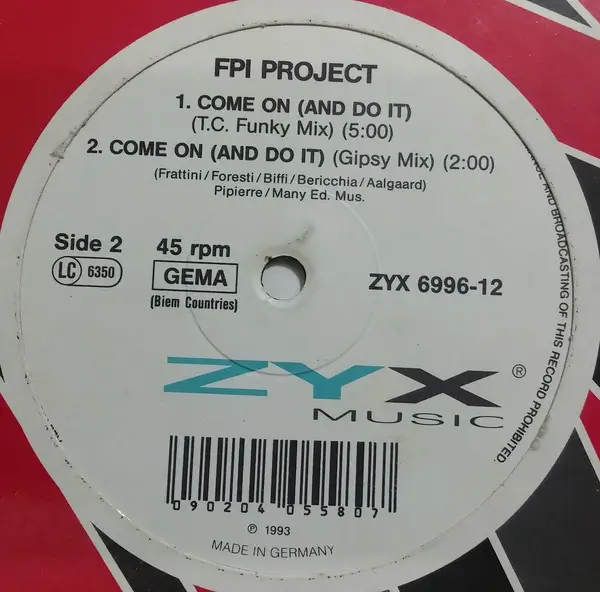 FPI PROJECT
1. COME ON (AND DO IT)
(T.C. Funky Mix) (5:00)
2. COME ON (AND DO IT) (Gipsy Mix) (2:00)
(Frattini/Foresti/Biffi/Bericchia/Aalgaard)
Pipierre/Many Ed. Mus.
Side 2 45 rpm
LC 6350 GEMA ZYX 6996-12
(Biem Countries)
AND BROADCASTING OF THIS RECORD PROHIBITED.
ZYX ®
MUSIC
090204 055807
℗ 1993
MADE IN GERMANY